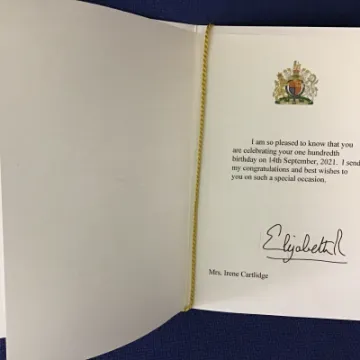 I am so pleased to know that you
are celebrating your one hundredth
birthday on 14th September, 2021. I send
my congratulations and best wishes to
you on such a special occasion.
Elizabeth R
Mrs. Irene Cartlidge